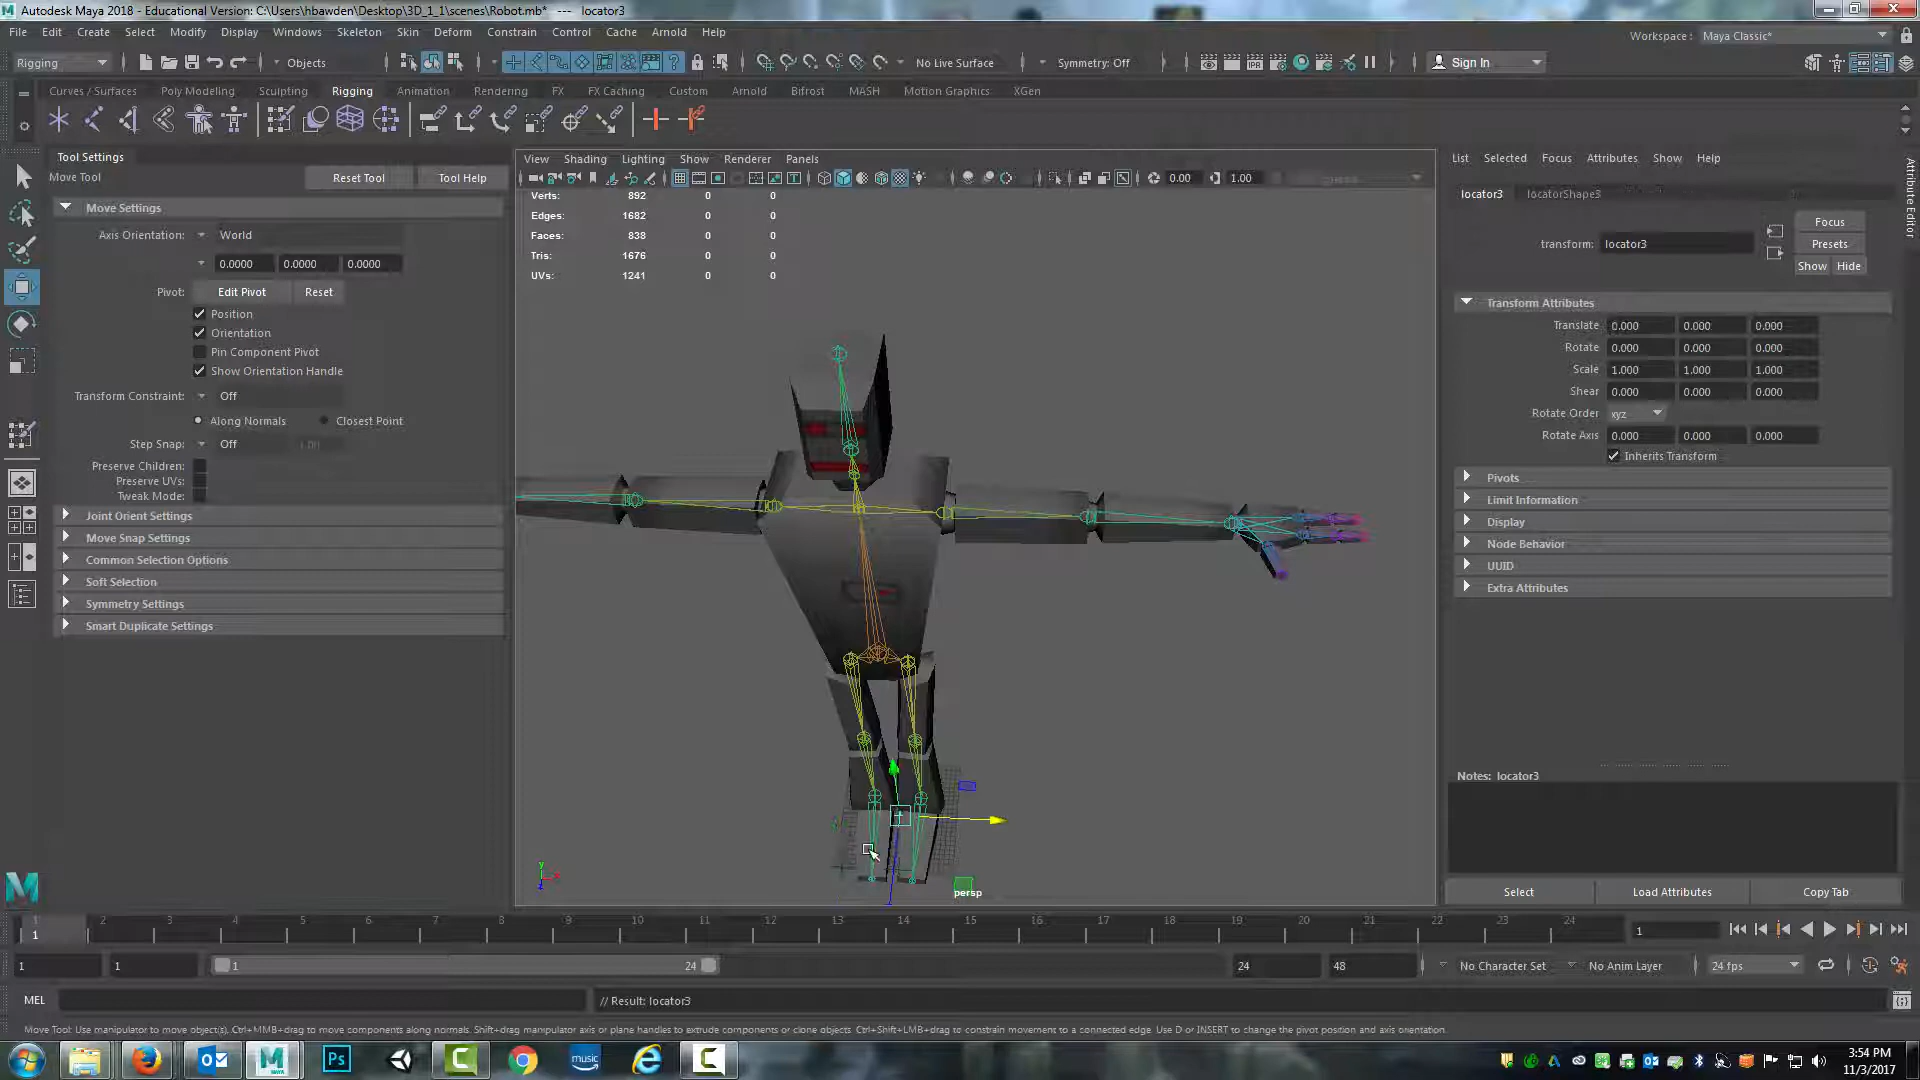 Autodesk Maya 2018 - Educational Version: C:\Users\hbawden\Desktop\3D_1_1\scenes\Robot.mb* --- locator3
File Edit Create Select Modify Display Windows Skeleton Skin Deform Constrain Control Cache Arnold Help
Workspace : Maya Classic*
Rigging Objects No Live Surface Symmetry: Off Sign In
Curves / Surfaces Poly Modeling Sculpting Rigging Animation Rendering FX FX Caching Custom Arnold Bifrost MASH Motion Graphics XGen
Tool Settings
Move Tool Reset Tool Tool Help
Move Settings
Axis Orientation: World
0.0000 0.0000 0.0000
Pivot: Edit Pivot Reset
Position
Orientation
Pin Component Pivot
Show Orientation Handle
Transform Constraint: Off
Along Normals Closest Point
Step Snap: Off
Preserve Children:
Preserve UVs:
Tweak Mode:
Joint Orient Settings
Move Snap Settings
Common Selection Options
Soft Selection
Symmetry Settings
Smart Duplicate Settings
View Shading Lighting Show Renderer Panels
0.00 1.00
Verts: 892 0 0
Edges: 1682 0 0
Faces: 838 0 0
Tris: 1676 0 0
UVs: 1241 0 0
persp
List Selected Focus Attributes Show Help
locator3 locatorShape3
Focus
transform: locator3 Presets
Show Hide
Transform Attributes
Translate 0.000 0.000 0.000
Rotate 0.000 0.000 0.000
Scale 1.000 1.000 1.000
Shear 0.000 0.000 0.000
Rotate Order xyz
Rotate Axis 0.000 0.000 0.000
Inherits Transform
Pivots
Limit Information
Display
Node Behavior
UUID
Extra Attributes
Notes: locator3
Select Load Attributes Copy Tab
Attribute Editor
1 2 3 4 5 6 7 8 9 10 11 12 13 14 15 16 17 18 19 20 21 22 23 24
1 1
1 1 1 24 24 48 No Character Set No Anim Layer 24 fps
MEL // Result: locator3
Move Tool: Use manipulator to move object(s). Ctrl+MMB+drag to move components along normals. Shift+drag manipulator axis or plane handles to extrude components or clone objects. Ctrl+Shift+LMB+drag to constrain movement to a connected edge. Use D or INSERT to change the pivot position and axis orientation.
Ps music
3:54 PM
11/3/2017